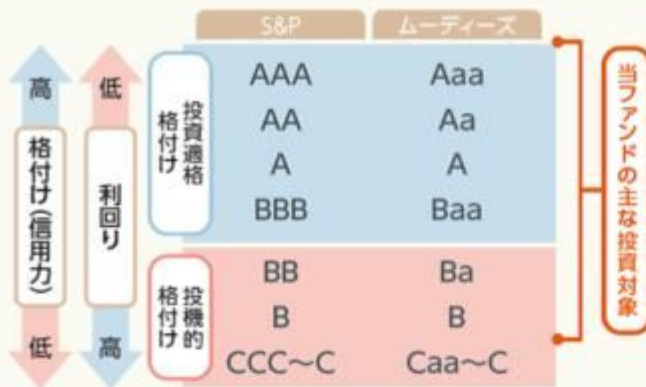 S&P ムーディーズ
高
格付け(信用力)
低
低
利回り
高
投資適格
格付け
AAA Aaa
AA Aa
A A
BBB Baa
投機的
格付け
BB Ba
B B
CCC〜C Caa〜C
当ファンドの主な投資対象